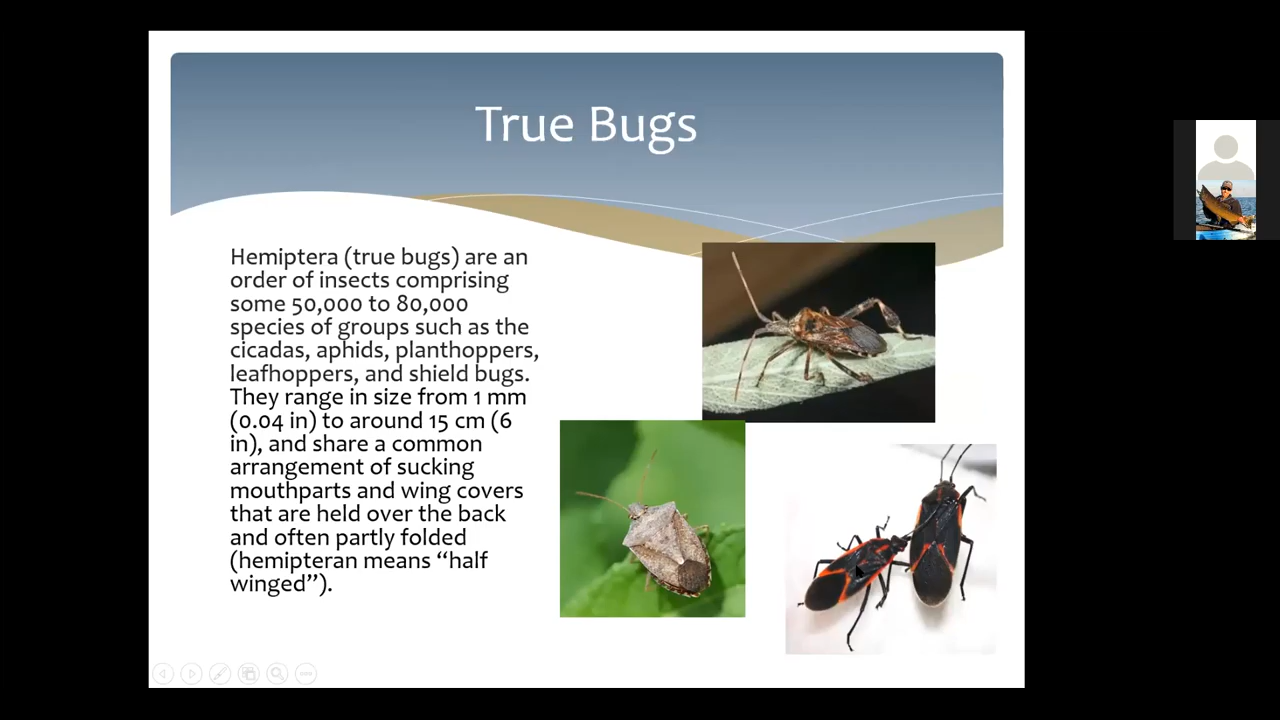 True Bugs
Hemiptera (true bugs) are an
order of insects comprising
some 50,000 to 80,000
species of groups such as the
cicadas, aphids, planthoppers,
leafhoppers, and shield bugs.
They range in size from 1 mm
(0.04 in) to around 15 cm (6
in), and share a common
arrangement of sucking
mouthparts and wing covers
that are held over the back
and often partly folded
(hemipteran means “half
winged”).